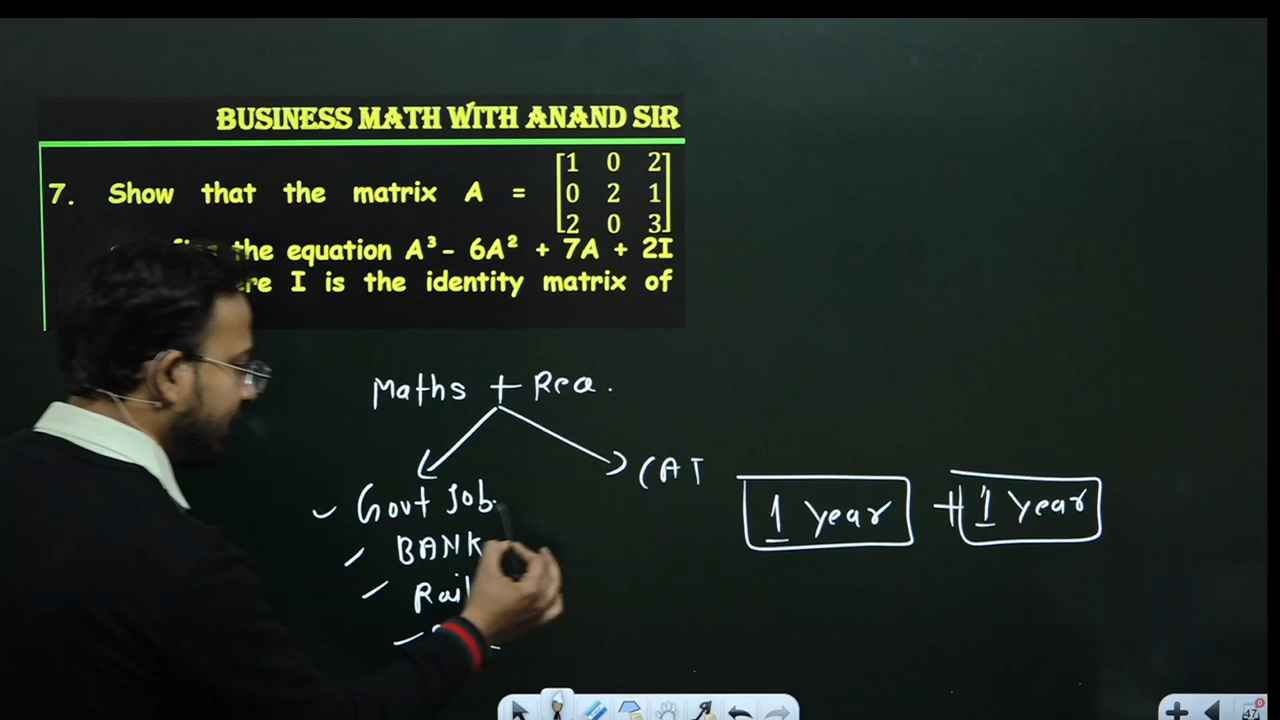 BUSINESS MATH WITH ANAND SIR
7. Show that the matrix A = [1 0 2
0 2 1
2 0 3]
the equation A³ - 6A² + 7A + 2I
I is the identity matrix of
Maths + Rea.
Govt Job.
CAT
1 year + 1 year
BANK
47